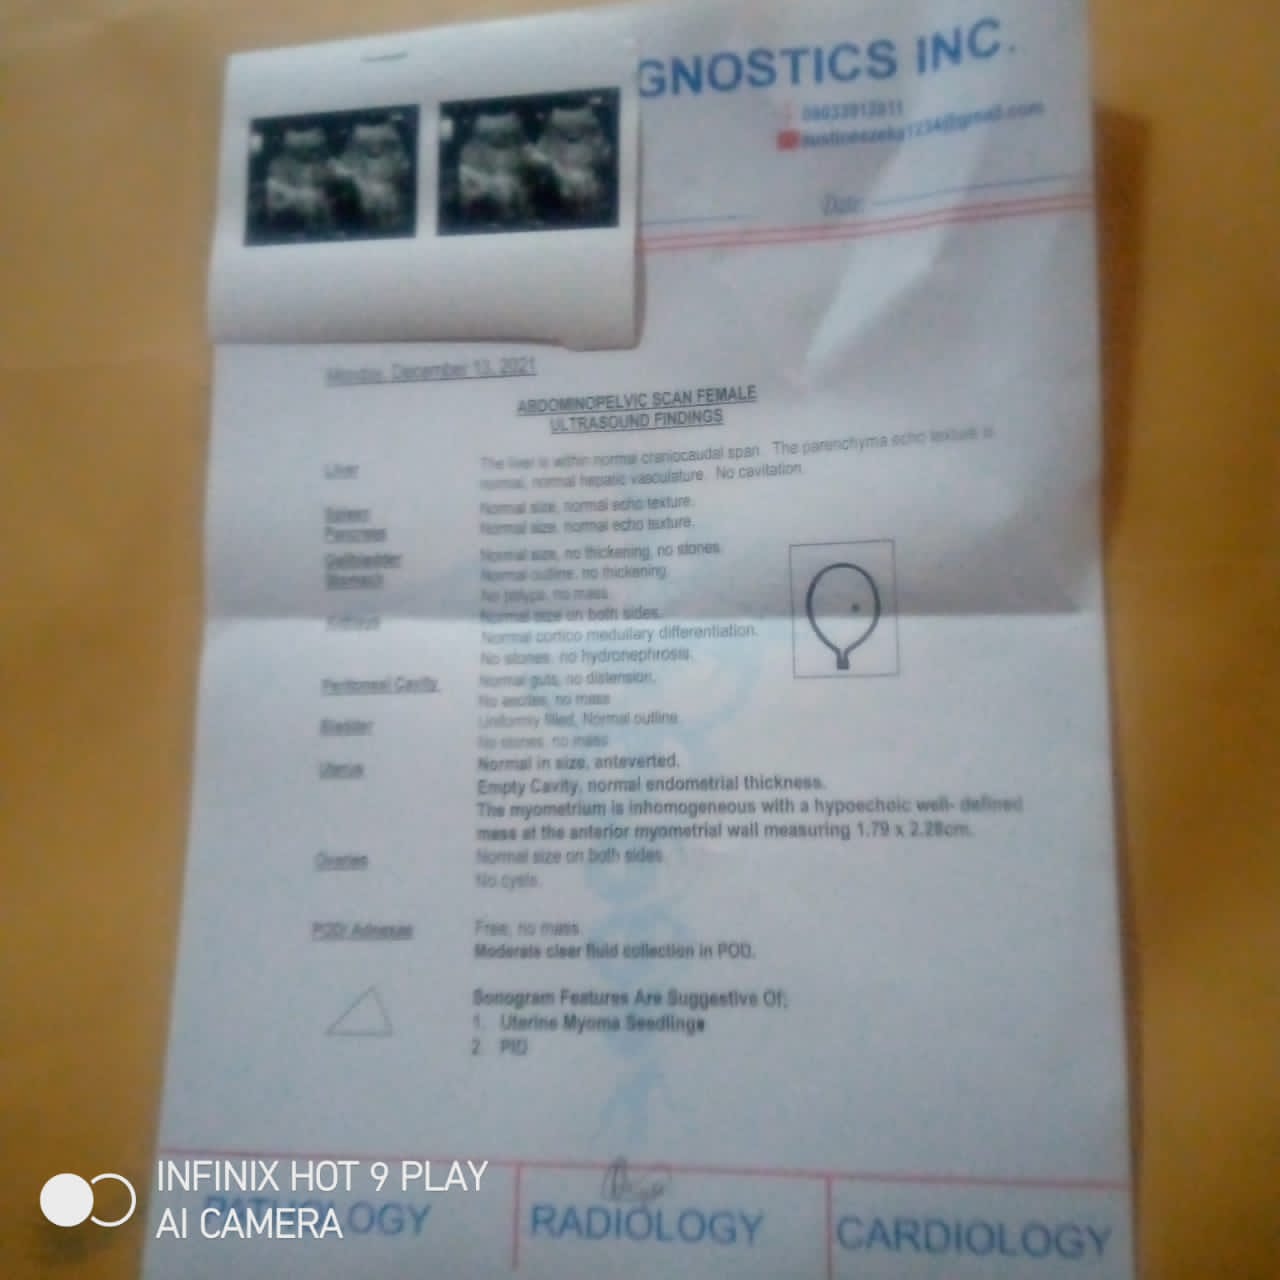 GNOSTICS INC.
Date:
Monday, December 13, 2021
ABDOMINOPELVIC SCAN FEMALE
ULTRASOUND FINDINGS
Liver The liver is within normal craniocaudal span. The parenchyma echo texture is
normal, normal hepatic vasculature. No cavitation.
Spleen Normal size, normal echo texture.
Pancreas Normal size, normal echo texture.
Gallbladder Normal size, no thickening, no stones.
Stomach Normal outline, no thickening.
No polyps, no mass.
Kidneys Normal size on both sides.
Normal cortico medullary differentiation.
No stones, no hydronephrosis.
Peritoneal Cavity Normal guts, no distension.
No ascites, no mass
Bladder Uniformly filled, Normal outline.
No stones, no mass
Uterus Normal in size, anteverted.
Empty Cavity, normal endometrial thickness.
The myometrium is inhomogeneous with a hypoechoic well- defined
mass at the anterior myometrial wall measuring 1.79 x 2.28cm.
Ovaries Normal size on both sides.
No cysts.
POD/ Adnexae Free, no mass.
Moderate clear fluid collection in POD.
Sonogram Features Are Suggestive Of;
1. Uterine Myoma Seedlings
2. PID
PATHOLOGY RADIOLOGY CARDIOLOGY
INFINIX HOT 9 PLAY
AI CAMERA